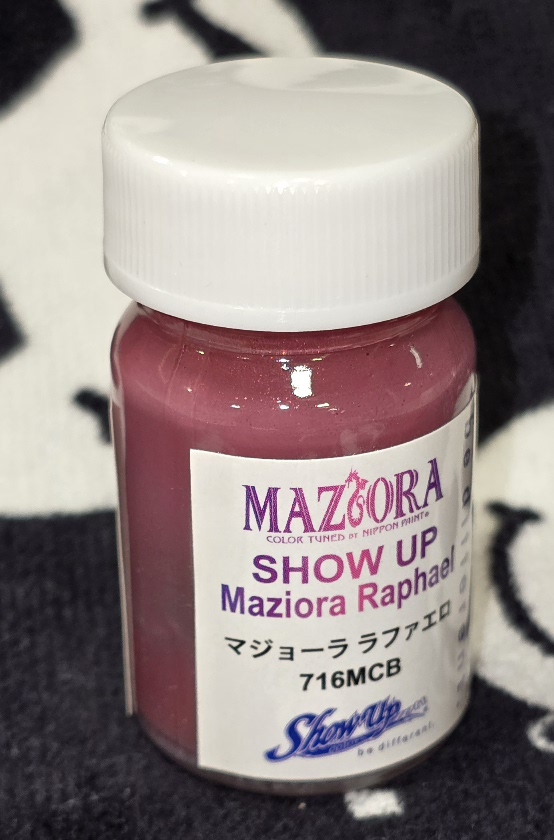 MAZIORA
COLOR TUNED BY NIPPON PAINT
SHOW UP
Maziora Raphael
マジョーラ ラファエロ
716MCB
Show Up
be different.